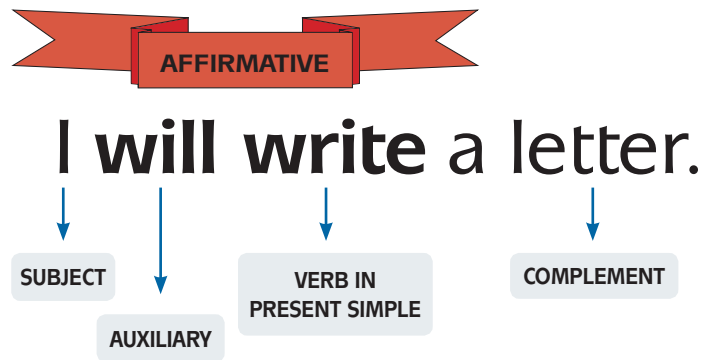 AFFIRMATIVE
I will write a letter.
SUBJECT
AUXILIARY
VERB IN
PRESENT SIMPLE
COMPLEMENT